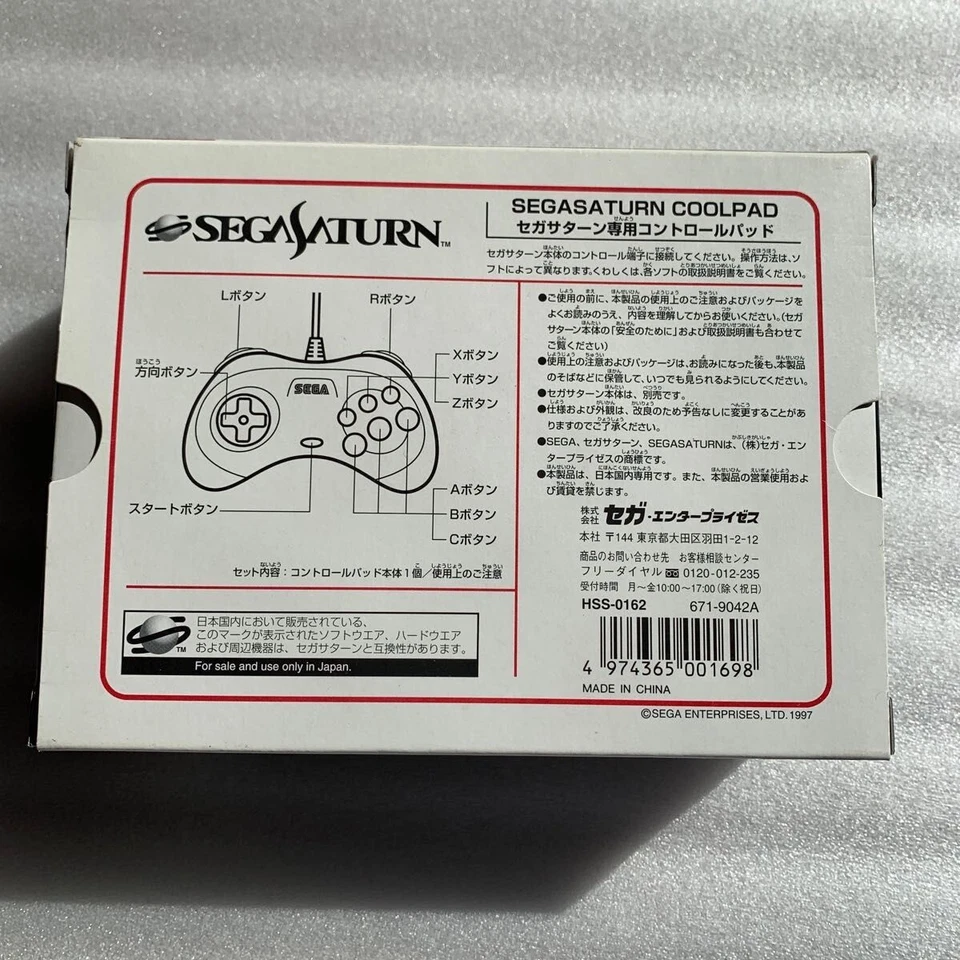 SEGASATURN™
SEGASATURN COOLPAD
セガサターン専用コントロールパッド
セガサターン本体のコントロール端子に接続してください。操作方法は、ソ
フトによって異なります。くわしくは、各ソフトの取扱説明書をご覧ください。
Lボタン
Rボタン
方向ボタン
Xボタン
Yボタン
Zボタン
SEGA
スタートボタン
Aボタン
Bボタン
Cボタン
セット内容：コントロールパッド本体1個／使用上のご注意
●ご使用の前に、本製品の使用上のご注意およびパッケージを
よくお読みのうえ、内容を理解してからお使いください。(セガ
サターン本体の「安全のために」および取扱説明書も合わせて
ご覧ください)
●使用上の注意およびパッケージは、お読みになった後も、本製品
のそばなどに保管して、いつでも見られるようにしてください。
●セガサターン本体は、別売です。
●仕様および外観は、改良のため予告なしに変更することがあ
りますのでご了承ください。
●SEGA、セガサターン、SEGASATURNは、(株)セガ・エン
タープライゼスの商標です。
●本製品は、日本国内専用です。また、本製品の営業使用およ
び賃貸を禁じます。
株式会社 セガ・エンタープライゼス
本社 〒144 東京都大田区羽田1-2-12
商品のお問い合わせ先 お客様相談センター
フリーダイヤル 0120-012-235
受付時間 月〜金10:00〜17:00(除く祝日)
HSS-0162 671-9042A
4 974365 001698
MADE IN CHINA
TM
日本国内において販売されている、
このマークが表示されたソフトウエア、ハードウエア
および周辺機器は、セガサターンと互換性があります。
For sale and use only in Japan.
©SEGA ENTERPRISES, LTD. 1997